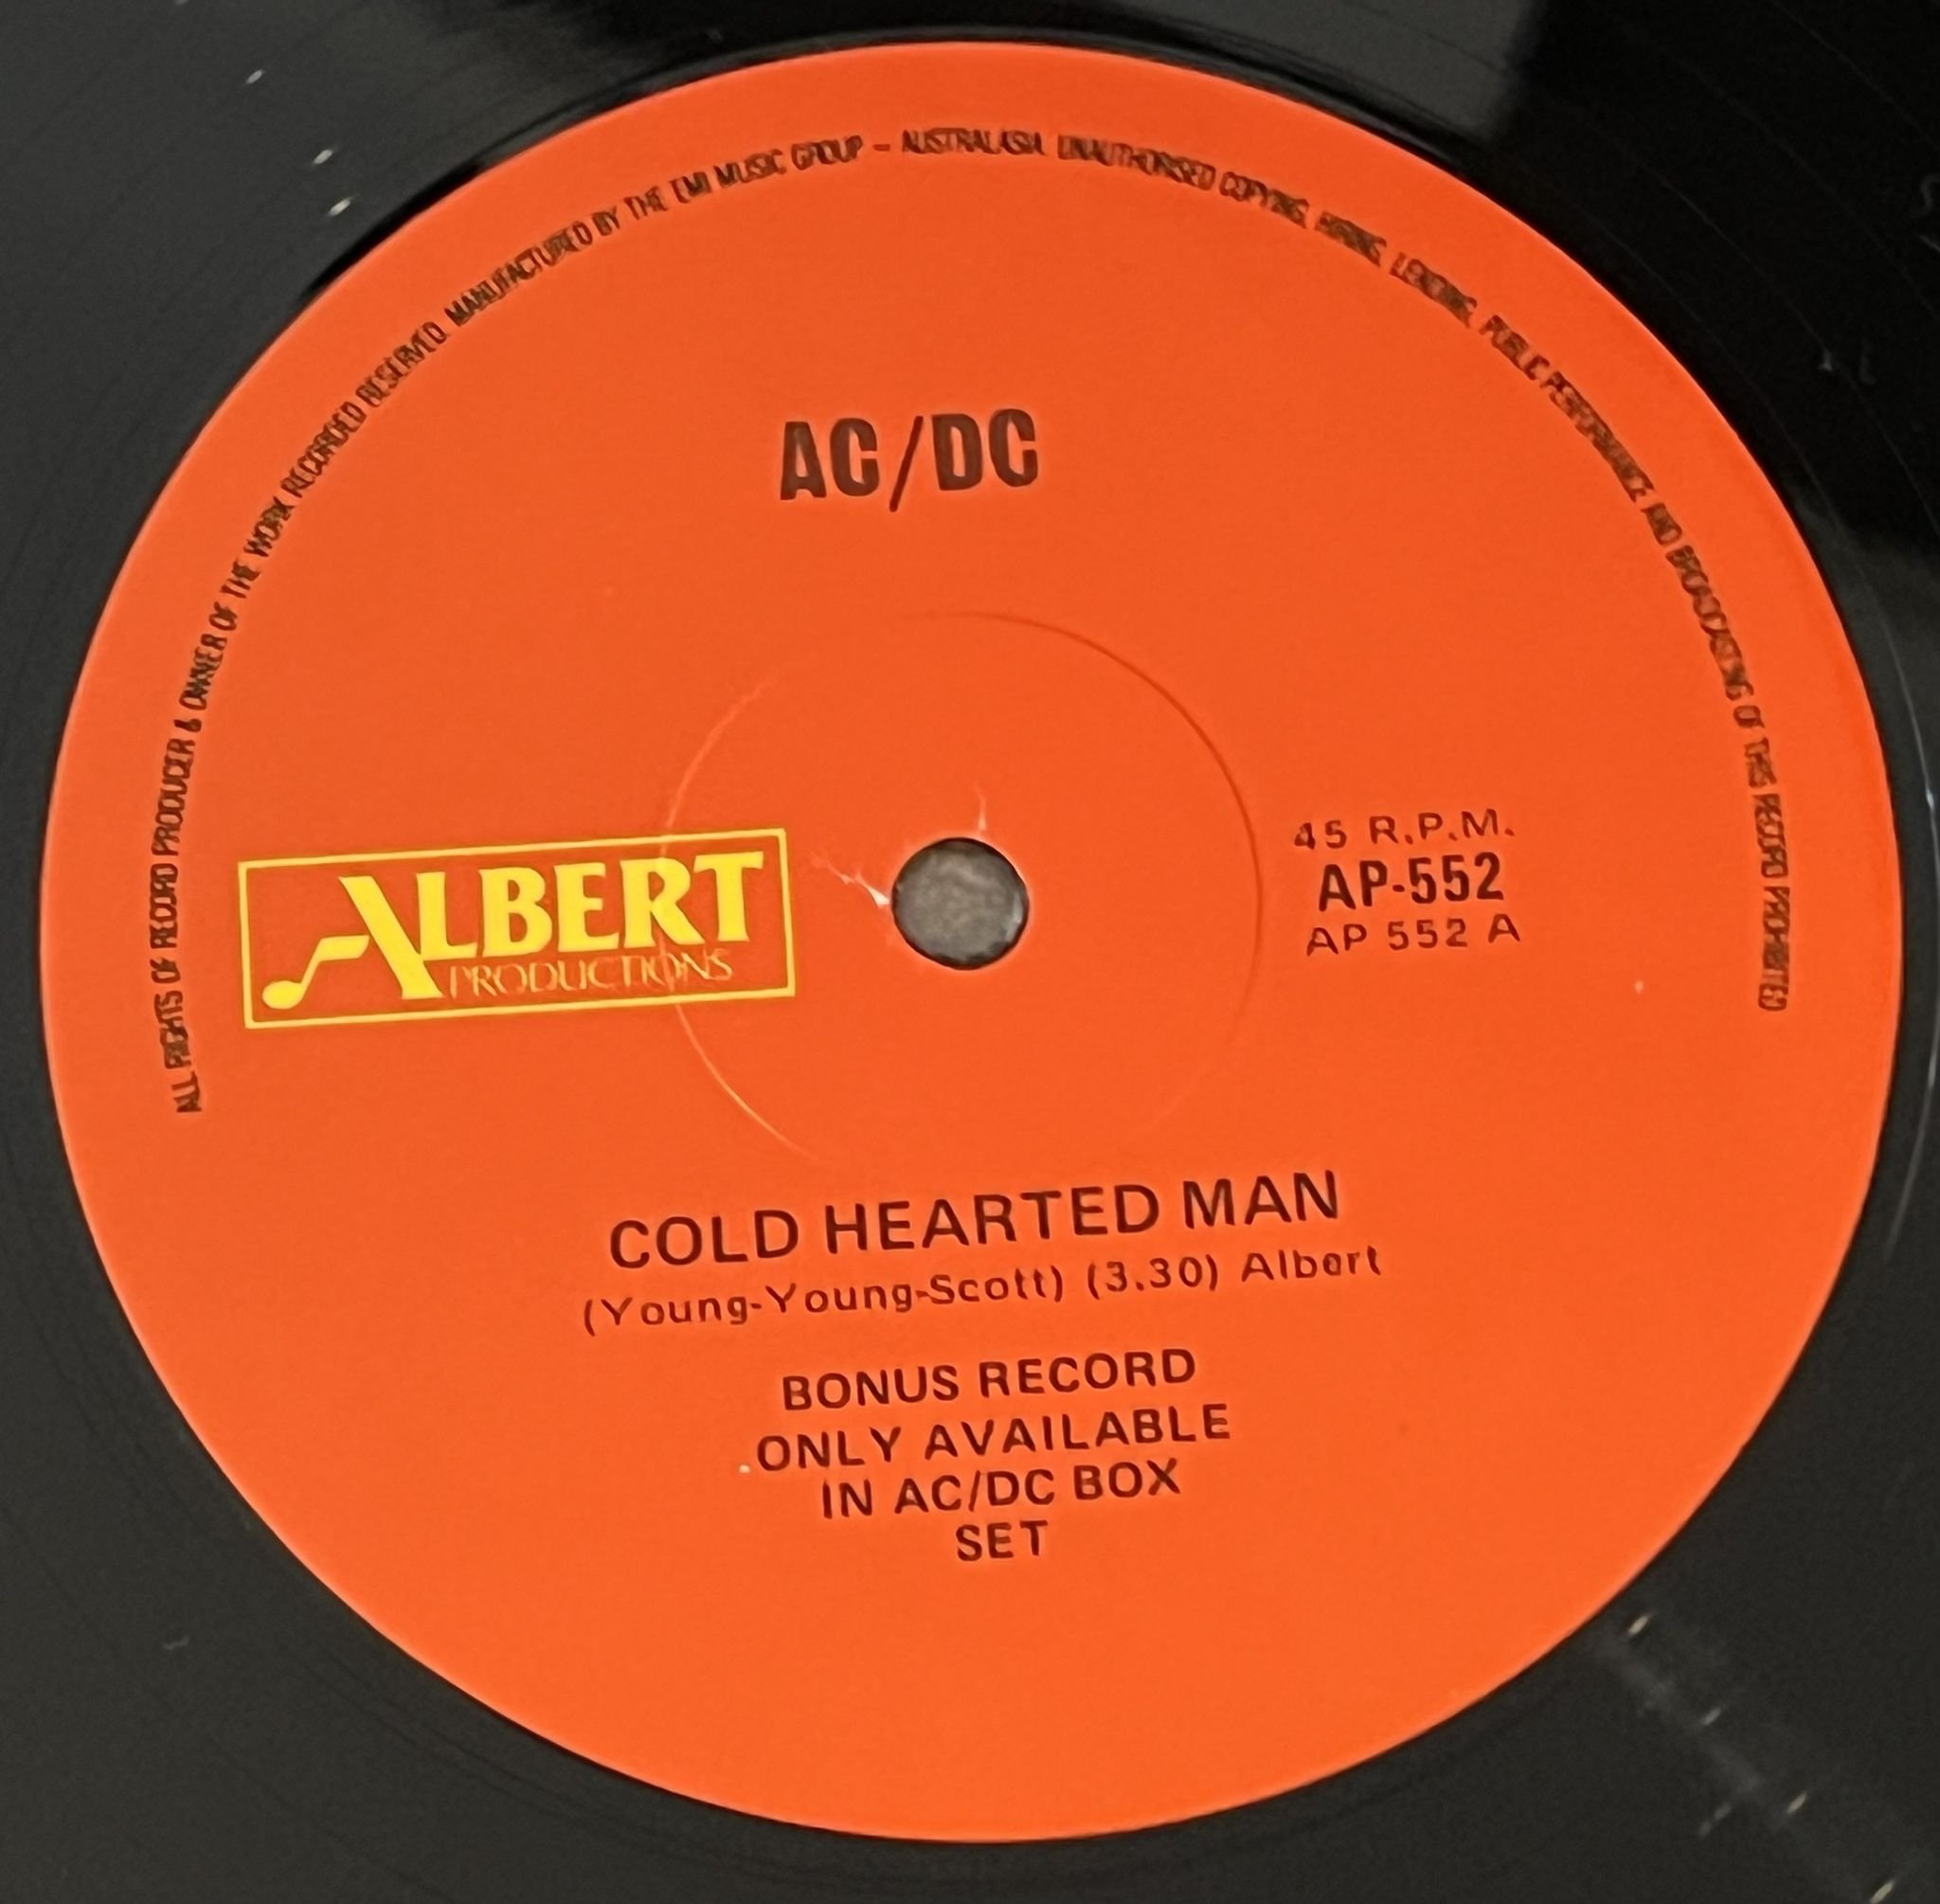 ALL RIGHTS OF RECORD PRODUCER & OWNER OF THE WORK RECORDED RESERVED. MANUFACTURED BY THE EMI MUSIC GROUP – AUSTRALASIA. UNAUTHORISED COPYING, HIRING, LENDING, PUBLIC PERFORMANCE AND BROADCASTING OF THIS RECORD PROHIBITED
AC/DC
ALBERT
PRODUCTIONS
45 R.P.M.
AP-552
AP 552 A
COLD HEARTED MAN
(Young-Young-Scott) (3.30) Albert
BONUS RECORD
ONLY AVAILABLE
IN AC/DC BOX
SET